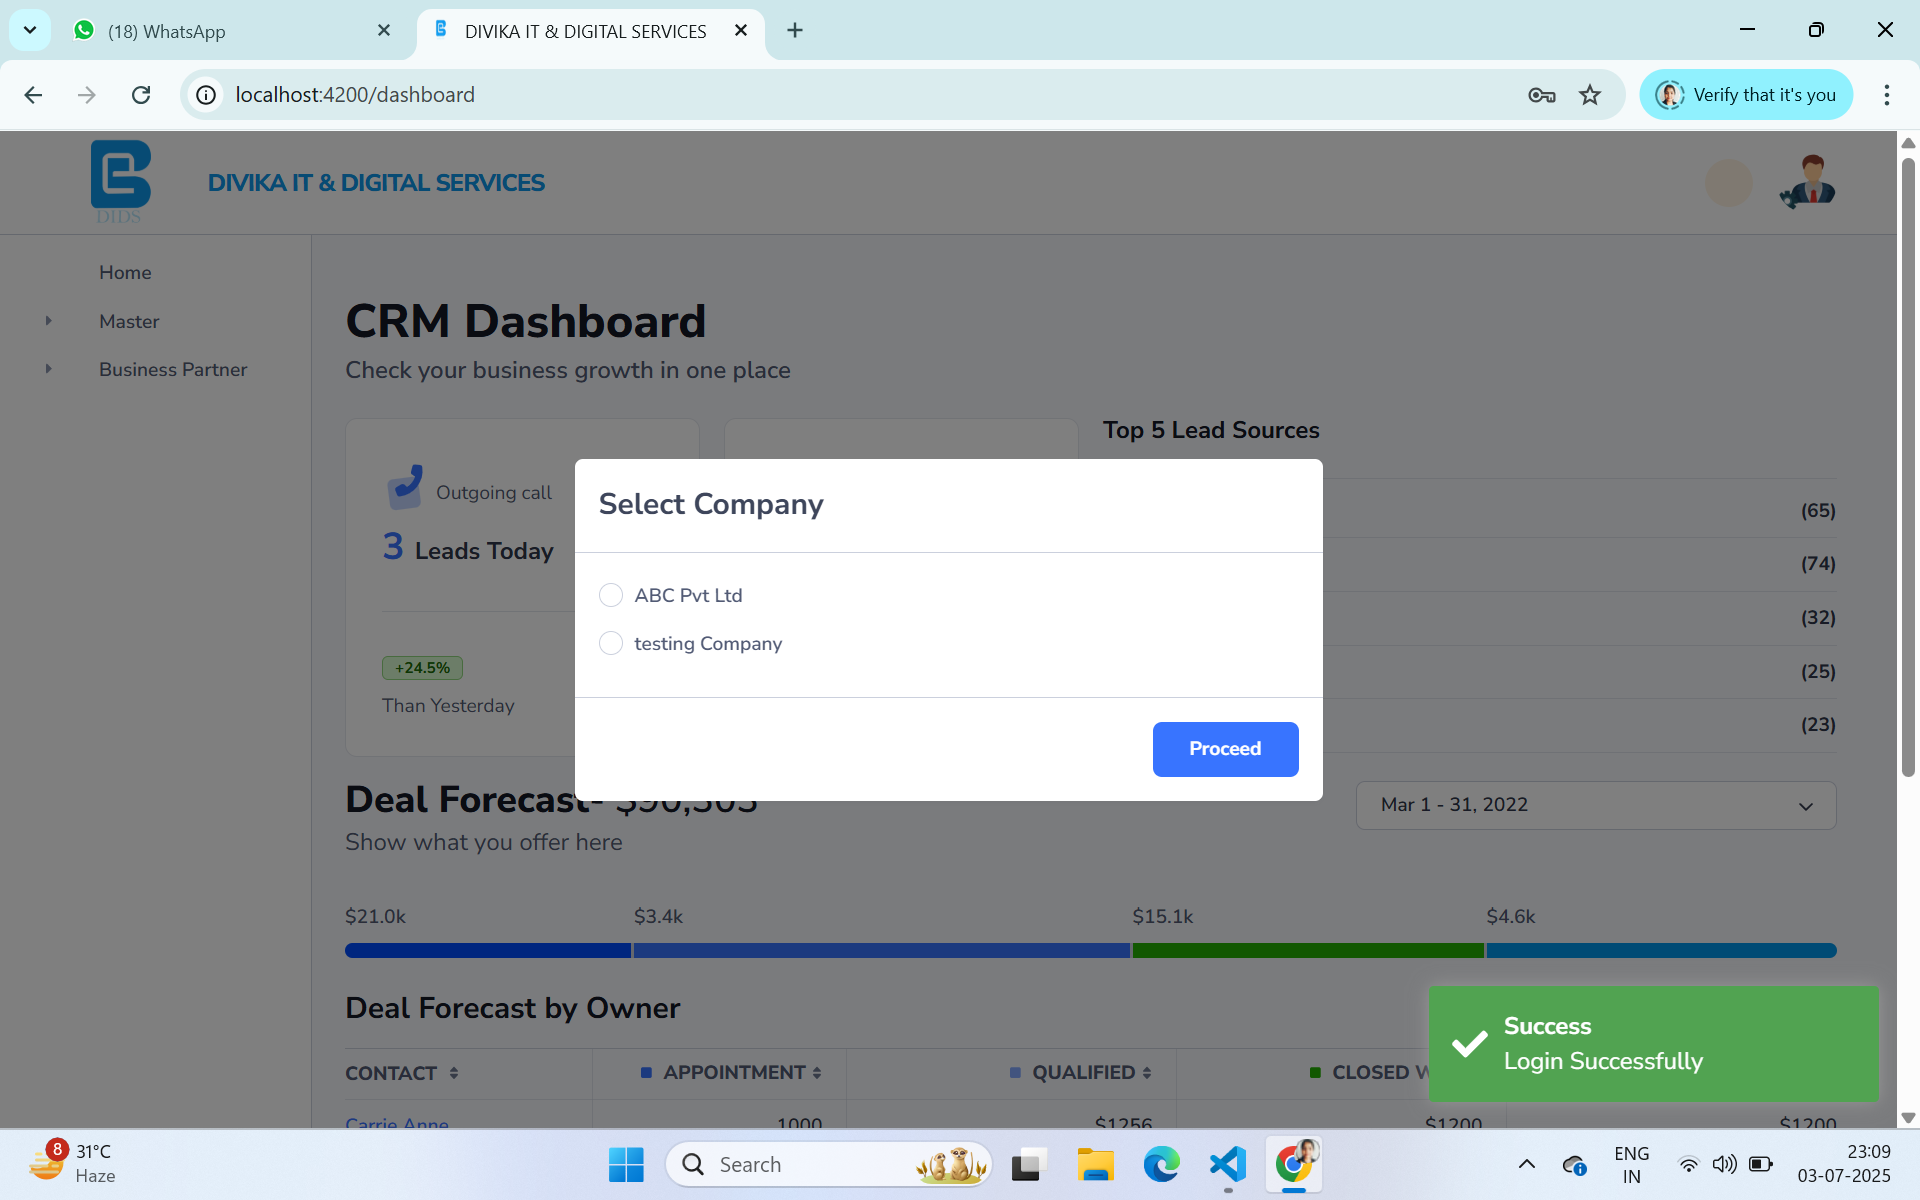 (18) WhatsApp
DIVIKA IT & DIGITAL SERVICES
localhost:4200/dashboard
Verify that it's you
DIDS
DIVIKA IT & DIGITAL SERVICES
Home
Master
Business Partner
CRM Dashboard
Check your business growth in one place
Outgoing call
3 Leads Today
+24.5%
Than Yesterday
Top 5 Lead Sources
(65)
(74)
(32)
(25)
(23)
Select Company
ABC Pvt Ltd
testing Company
Proceed
Deal Forecast- $90,303
Show what you offer here
Mar 1 - 31, 2022
$21.0k $3.4k $15.1k $4.6k
Deal Forecast by Owner
CONTACT APPOINTMENT QUALIFIED CLOSED
Carrie Anne 1000 $1256 $1200 $1200
Success
Login Successfully
8
31°C
Haze
Search
ENG
IN
23:09
03-07-2025